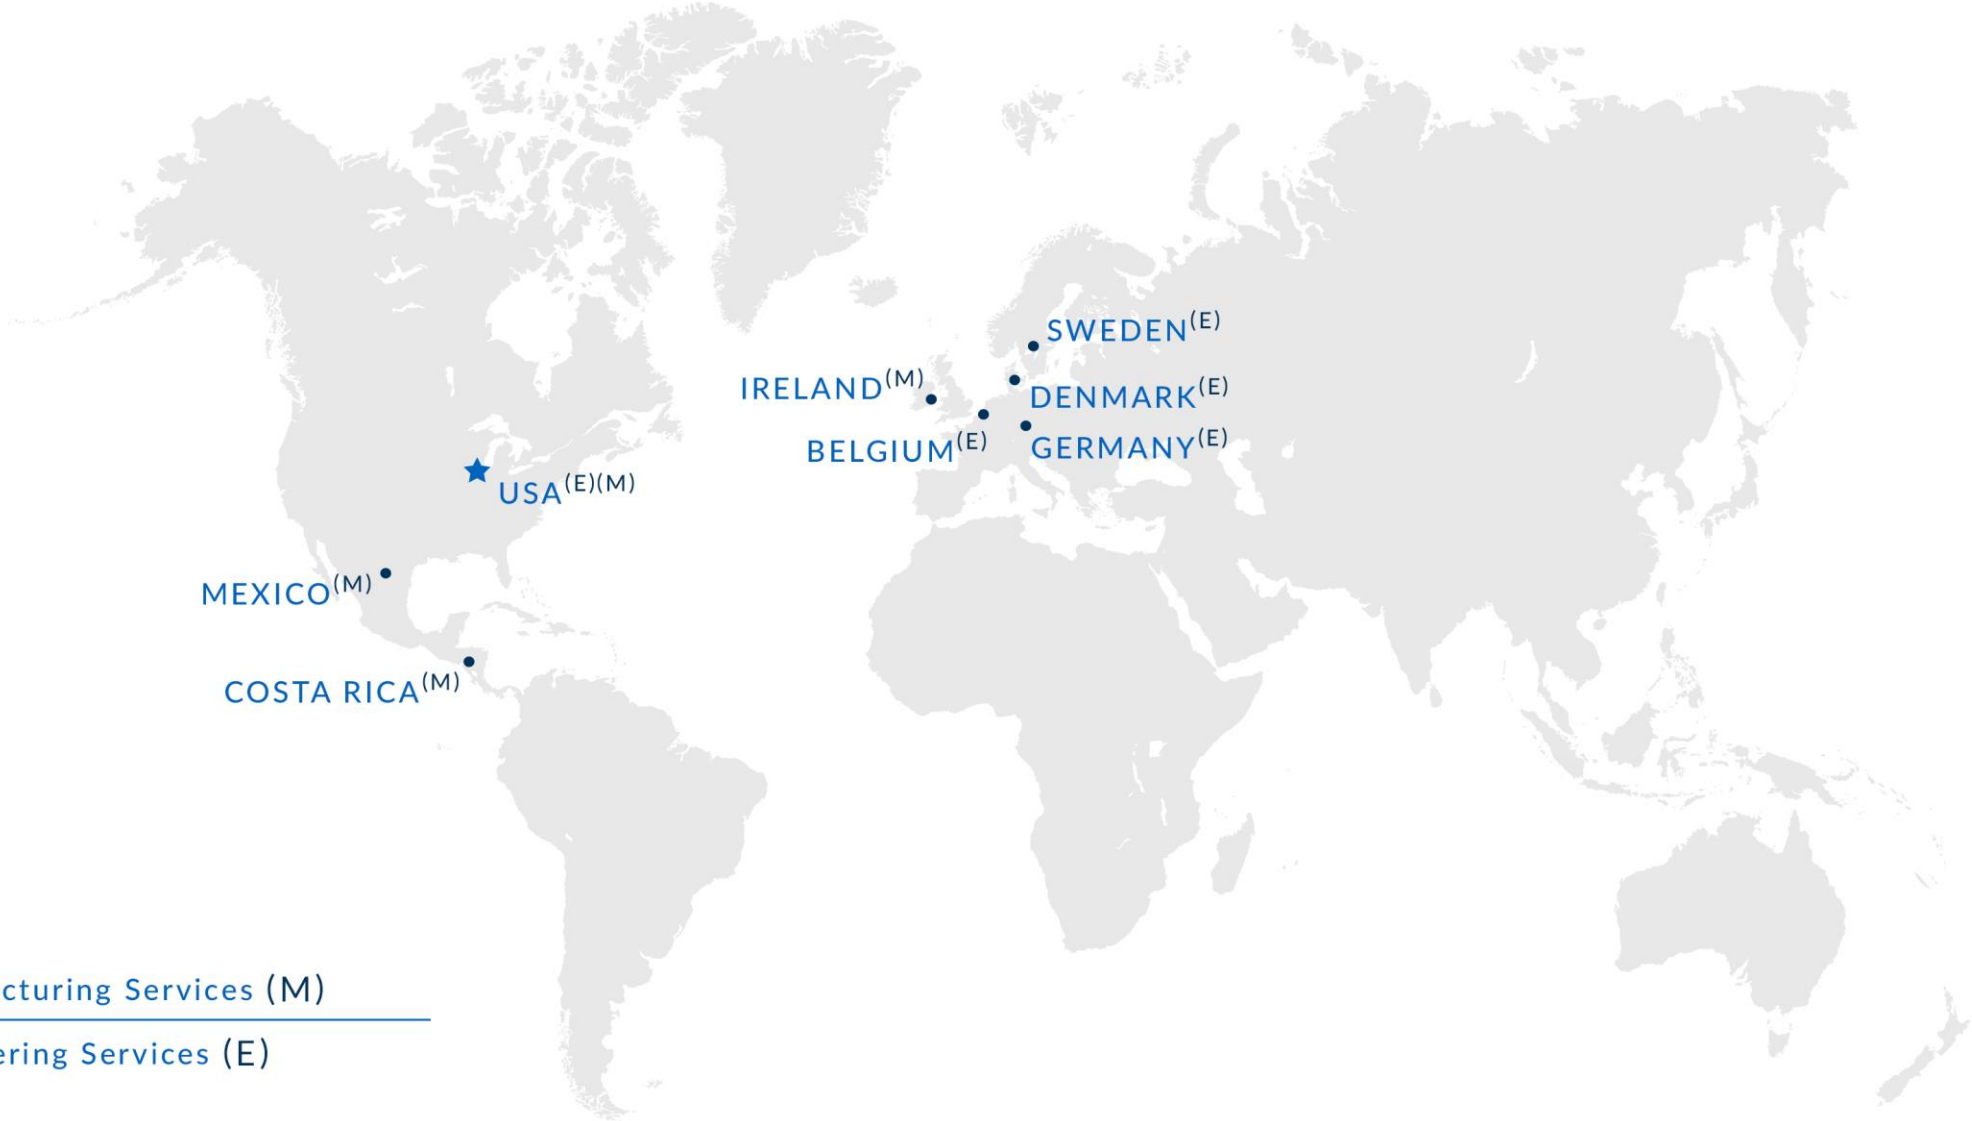 SWEDEN(E)
IRELAND(M)
DENMARK(E)
BELGIUM(E)
GERMANY(E)
USA(E)(M)
MEXICO(M)
COSTA RICA(M)
cturing Services (M)
ering Services (E)